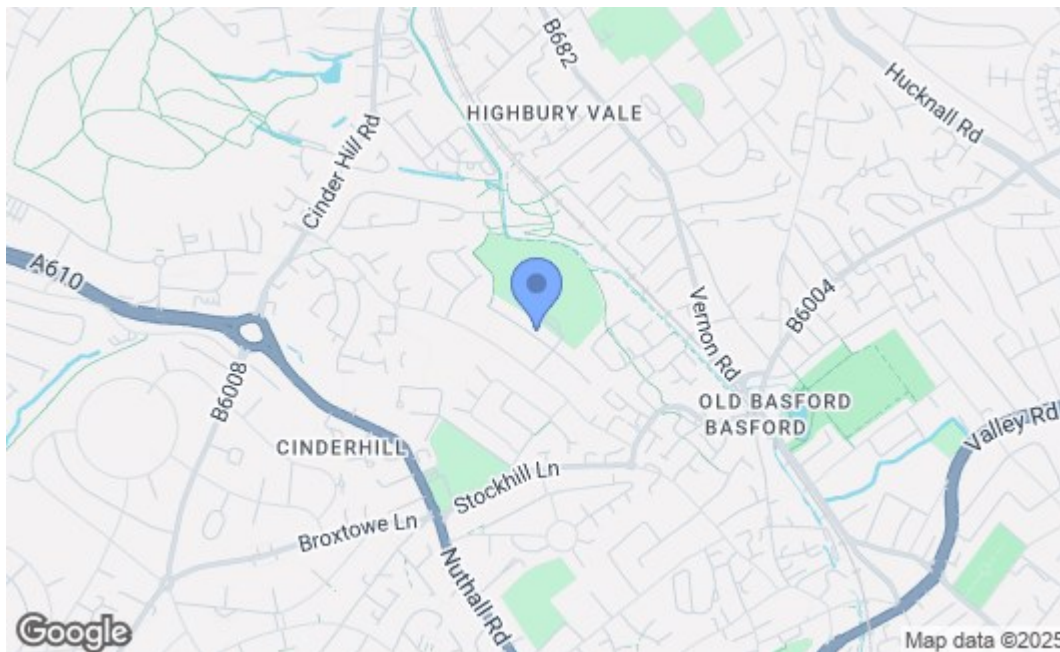 B682
HIGHBURY VALE
Hucknall Rd
Cinder Hill Rd
A610
B6004
Vernon Rd
B6008
OLD BASFORD
BASFORD
CINDERHILL
Valley Rd
Stockhill Ln
Broxtowe Ln
Nuthall Rd
Google
Map data ©2025